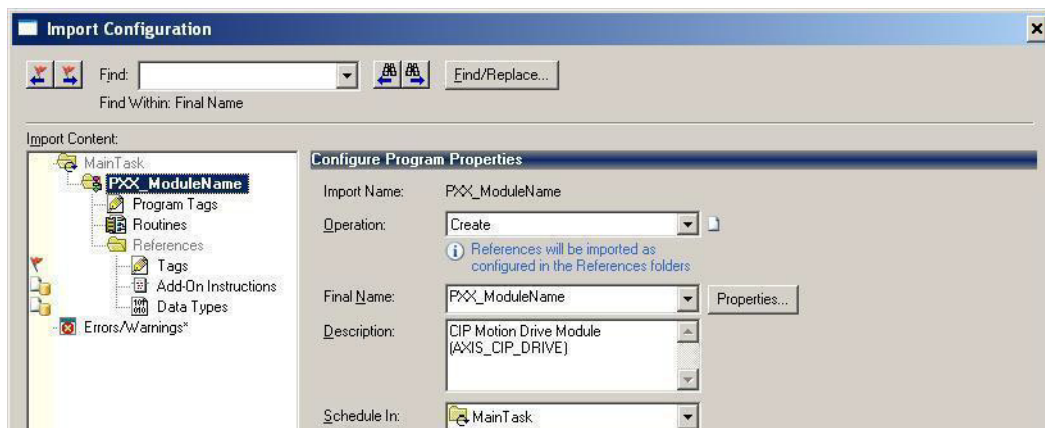 Import Configuration
Find:
Find/Replace...
Find Within: Final Name
Import Content:
MainTask
PXX_ModuleName
Program Tags
Routines
References
Tags
Add-On Instructions
Data Types
Errors/Warnings*
Configure Program Properties
Import Name: PXX_ModuleName
Operation: Create
References will be imported as
configured in the References folders
Final Name: PXX_ModuleName Properties...
Description: CIP Motion Drive Module
(AXIS_CIP_DRIVE)
Schedule In: MainTask